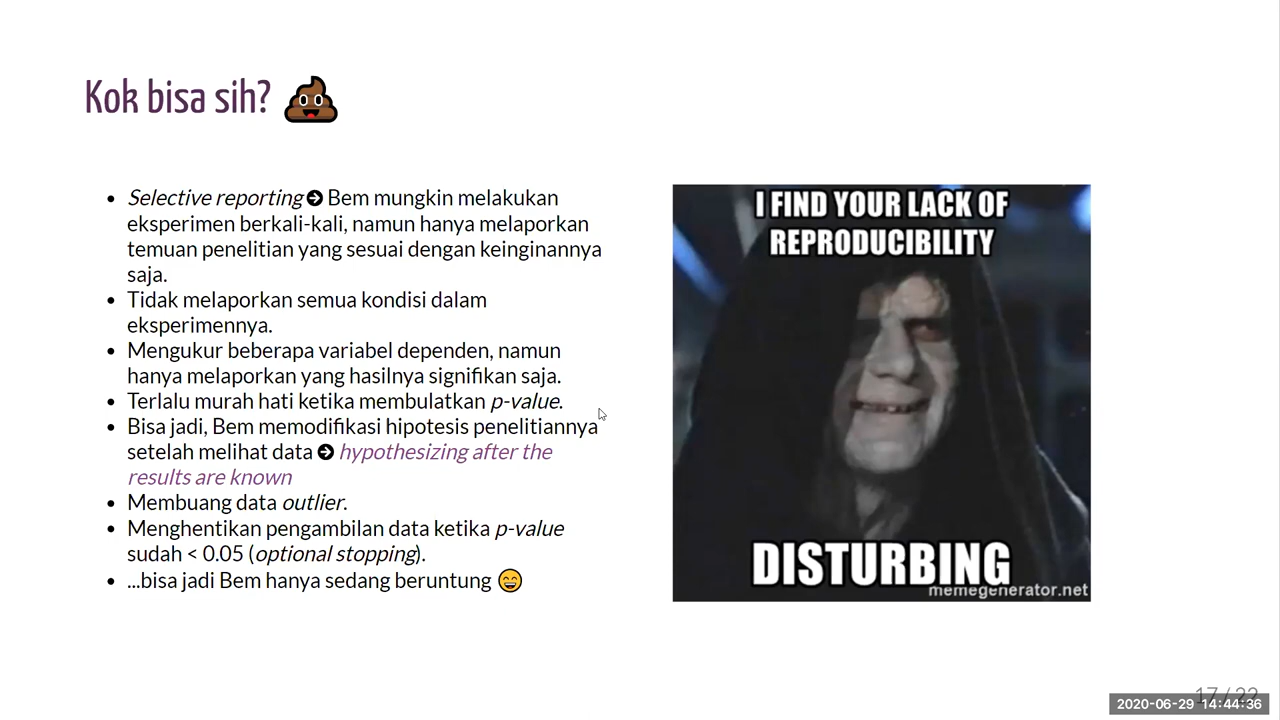 Kok bisa sih?
Selective reporting Bem mungkin melakukan
eksperimen berkali-kali, namun hanya melaporkan
temuan penelitian yang sesuai dengan keinginannya
saja.
Tidak melaporkan semua kondisi dalam
eksperimennya.
Mengukur beberapa variabel dependen, namun
hanya melaporkan yang hasilnya signifikan saja.
Terlalu murah hati ketika membulatkan p-value.
Bisa jadi, Bem memodifikasi hipotesis penelitiannya
setelah melihat data hypothesizing after the
results are known
Membuang data outlier.
Menghentikan pengambilan data ketika p-value
sudah < 0.05 (optional stopping).
...bisa jadi Bem hanya sedang beruntung
I FIND YOUR LACK OF
REPRODUCIBILITY
DISTURBING
memegenerator.net
17 / 22
2020-06-29 14:44:36